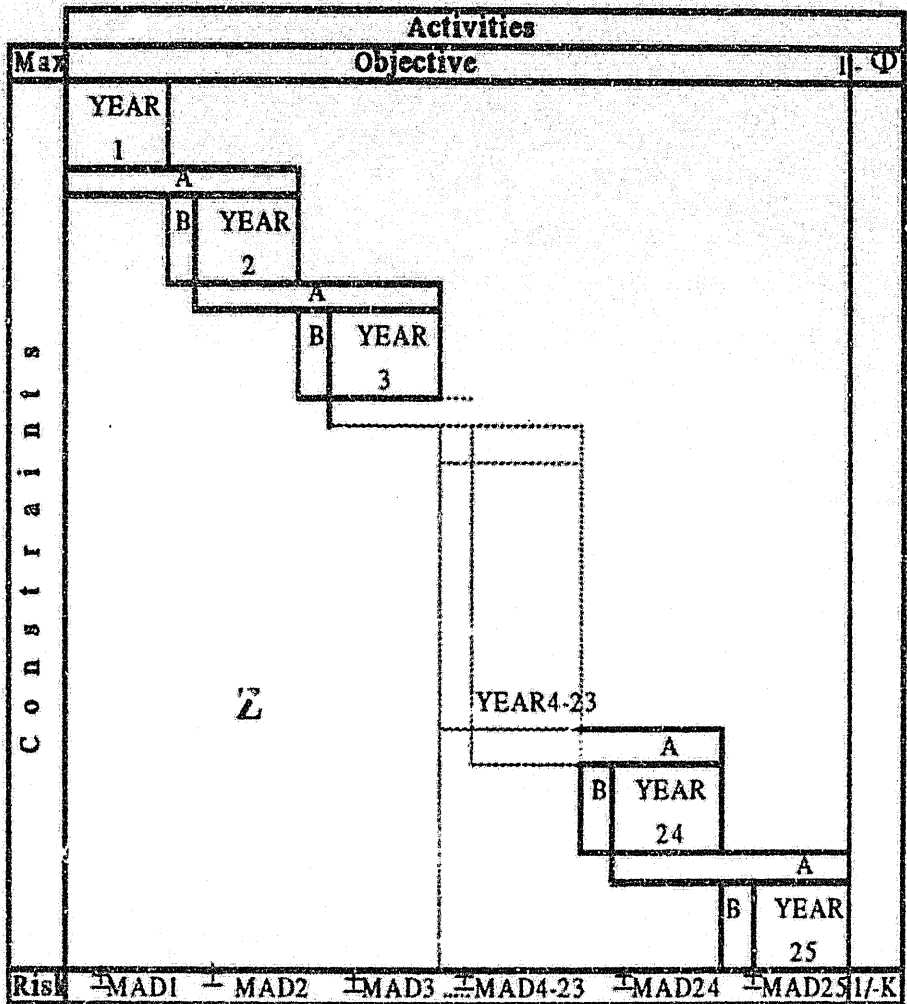 Activities
Max Objective 1 - Φ
YEAR
1
A
B YEAR
2
A
B YEAR
3
Constraints
Z
YEAR4-23
A
B YEAR
24
A
B YEAR
25
Risk ±MAD1 ± MAD2 ±MAD3 .....±MAD4-23 ±MAD24 ±MAD25 1/-K